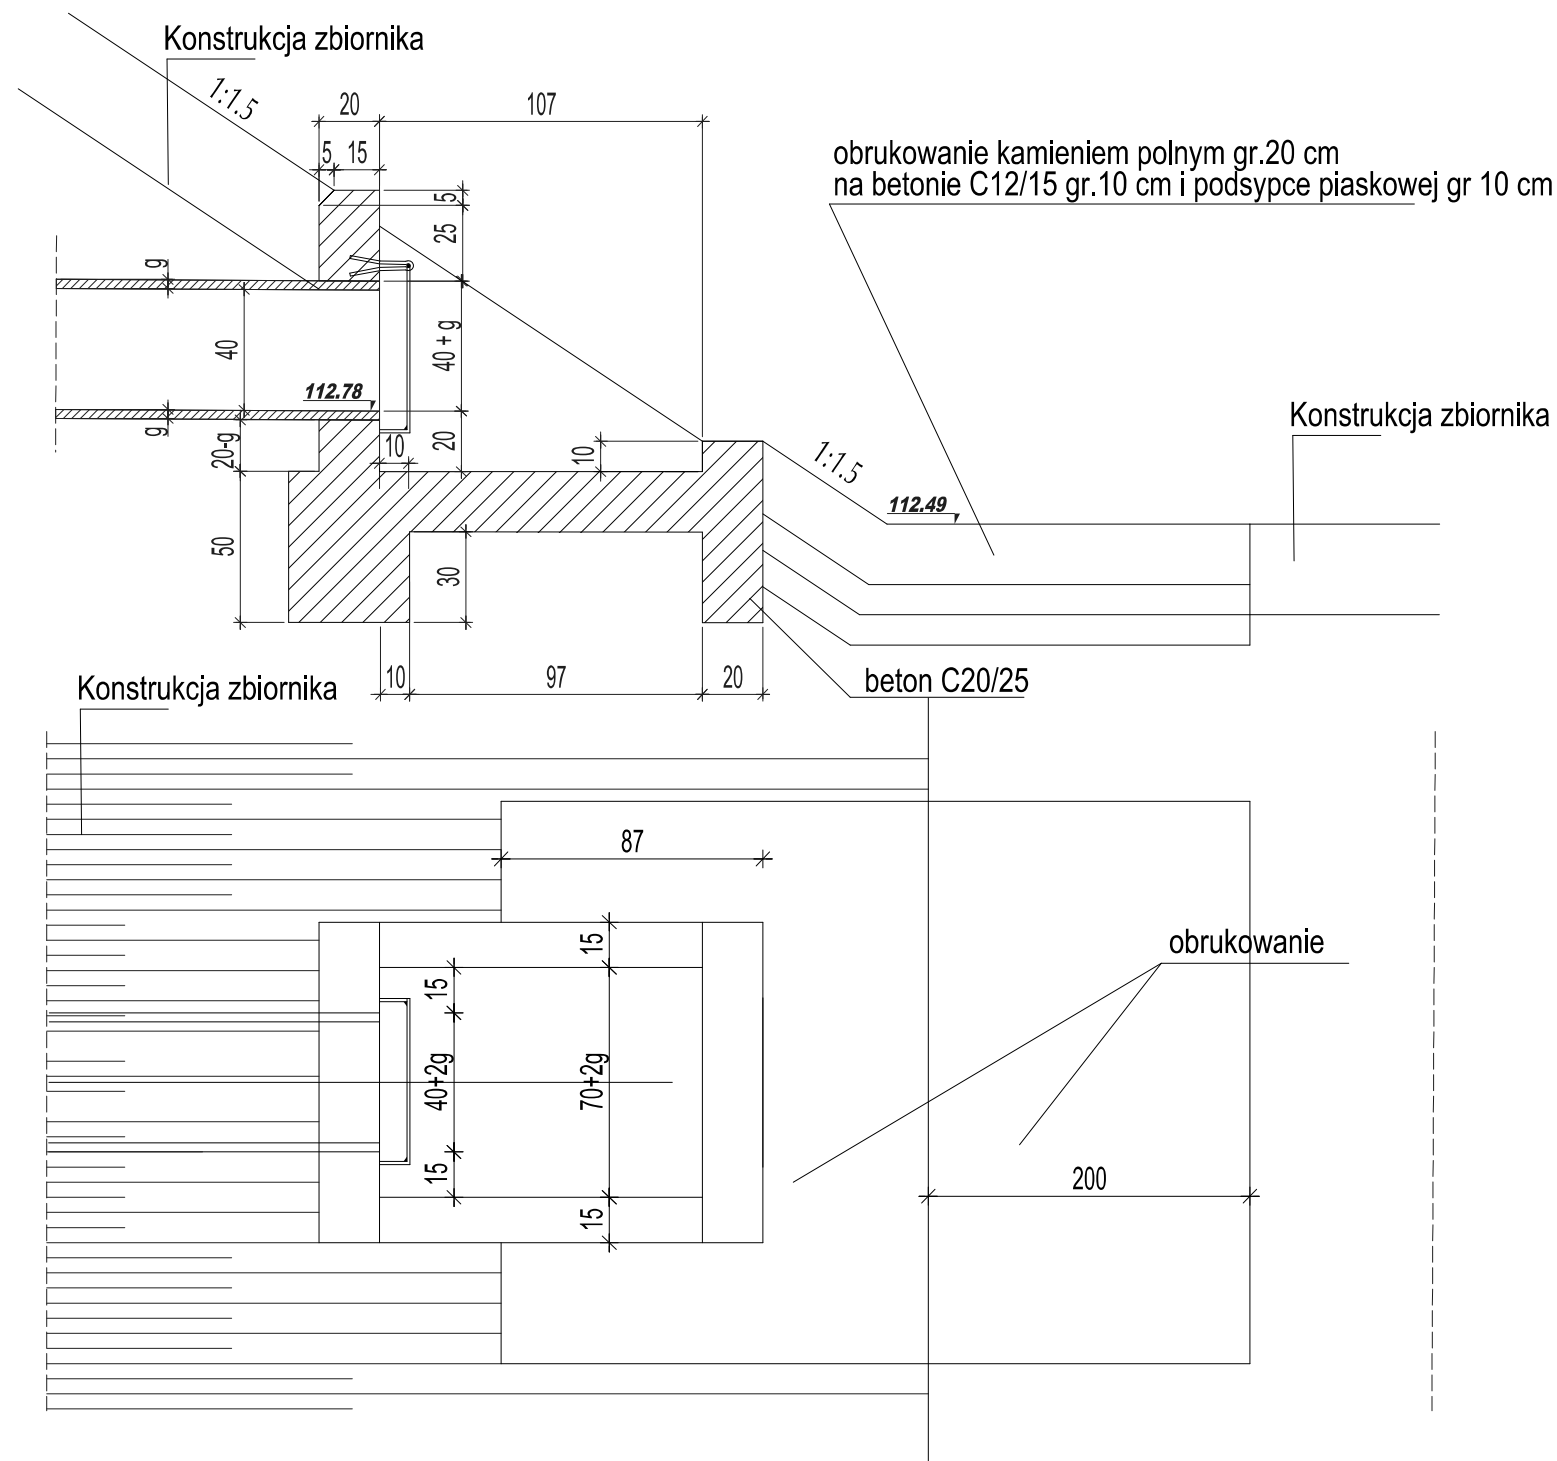 Konstrukcja zbiornika
1:1.5
20
107
5
15
obrukowanie kamieniem polnym gr.20 cm
na betonie C12/15 gr.10 cm i podsypce piaskowej gr 10 cm
5
25
g
40
40 + g
112.78
g
20-g
10
20
10
Konstrukcja zbiornika
1:1.5
112.49
50
30
10
97
20
beton C20/25
Konstrukcja zbiornika
87
15
obrukowanie
15
40+2g
70+2g
15
200
15